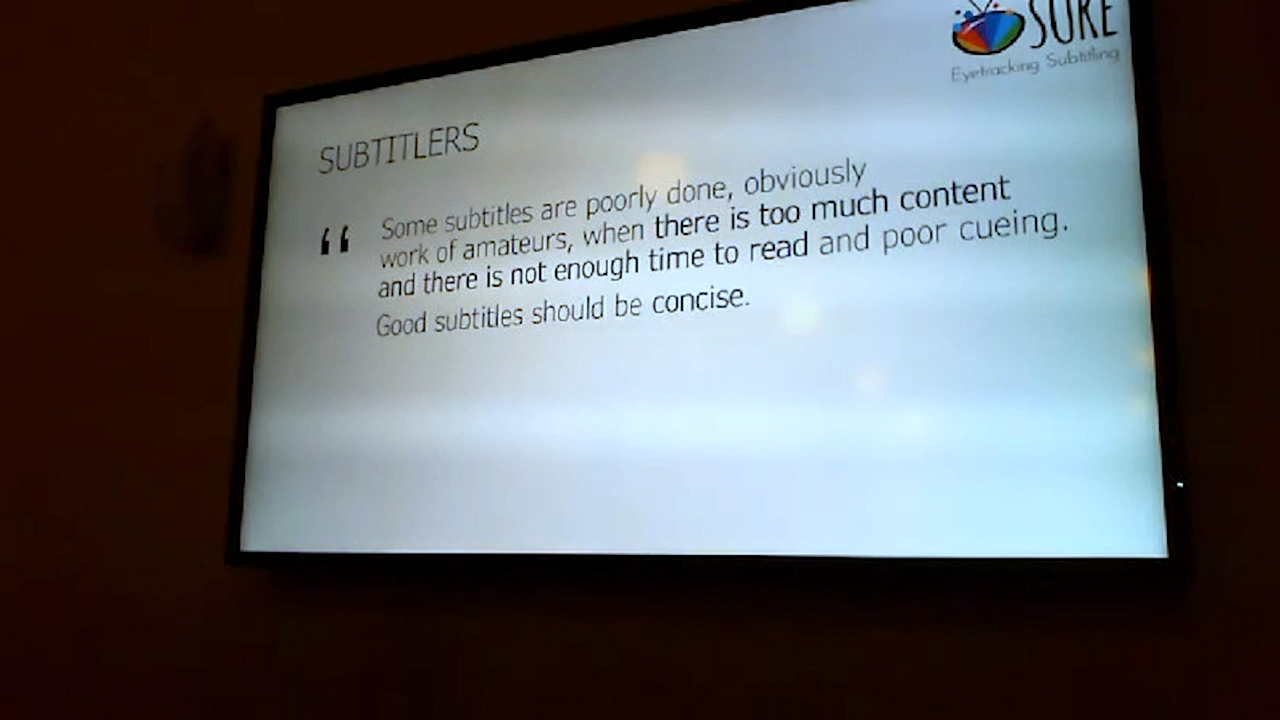 SURE
Eyetracking Subtitling
SUBTITLERS
“ Some subtitles are poorly done, obviously
work of amateurs, when there is too much content
and there is not enough time to read and poor cueing.
Good subtitles should be concise.